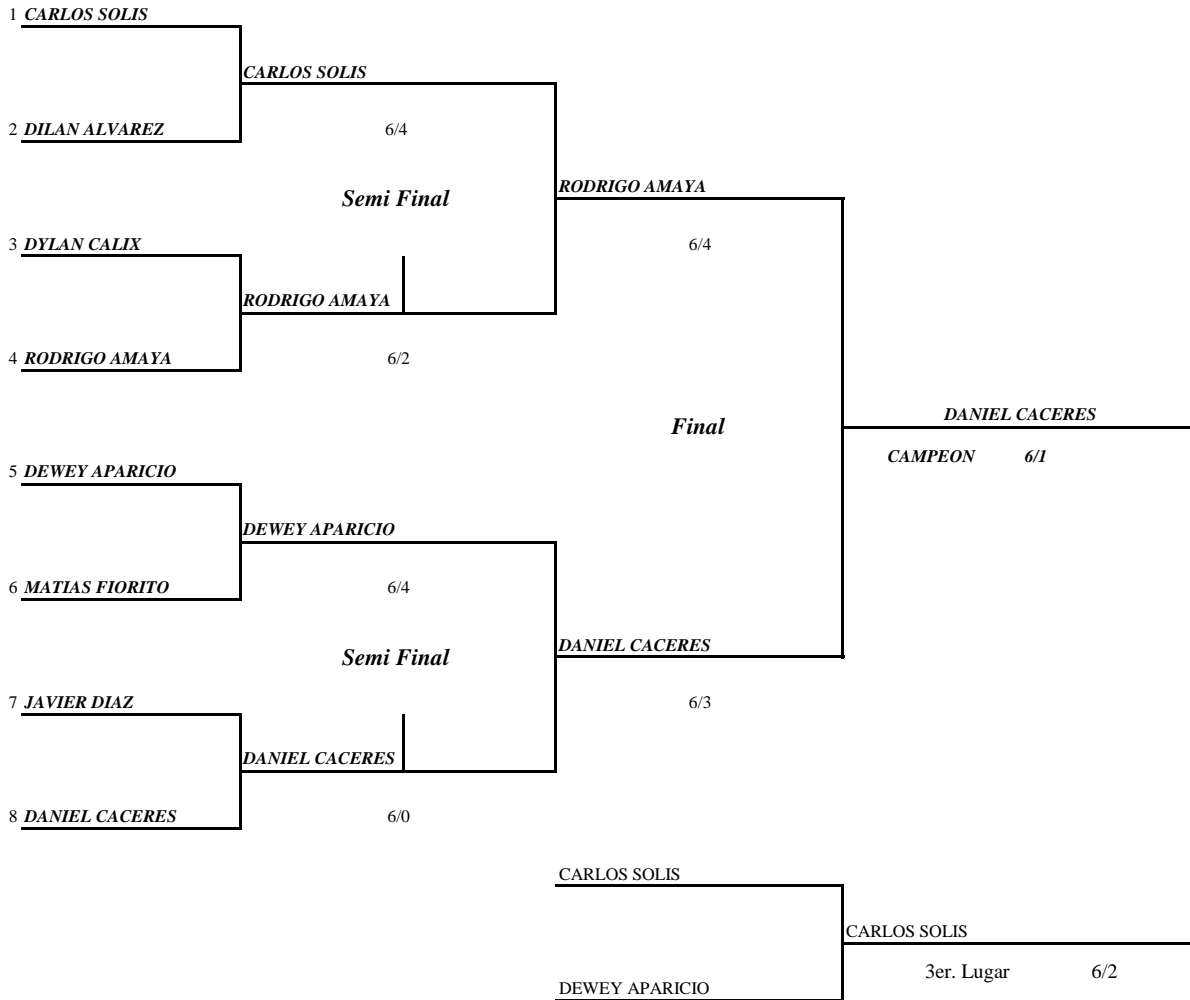 1 CARLOS SOLIS
CARLOS SOLIS
2 DILAN ALVAREZ 6/4
Semi Final RODRIGO AMAYA
3 DYLAN CALIX 6/4
RODRIGO AMAYA
4 RODRIGO AMAYA 6/2
Final DANIEL CACERES
CAMPEON 6/1
5 DEWEY APARICIO
DEWEY APARICIO
6 MATIAS FIORITO 6/4
Semi Final DANIEL CACERES
7 JAVIER DIAZ 6/3
DANIEL CACERES
8 DANIEL CACERES 6/0
CARLOS SOLIS
CARLOS SOLIS
3er. Lugar 6/2
DEWEY APARICIO